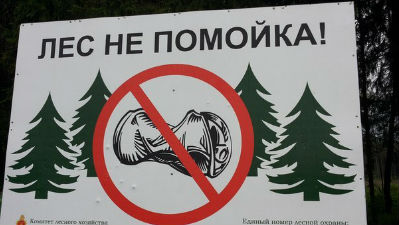 ЛЕС НЕ ПОМОЙКА!
Комитет лесного хозяйства
Единый номер лесной охраны: